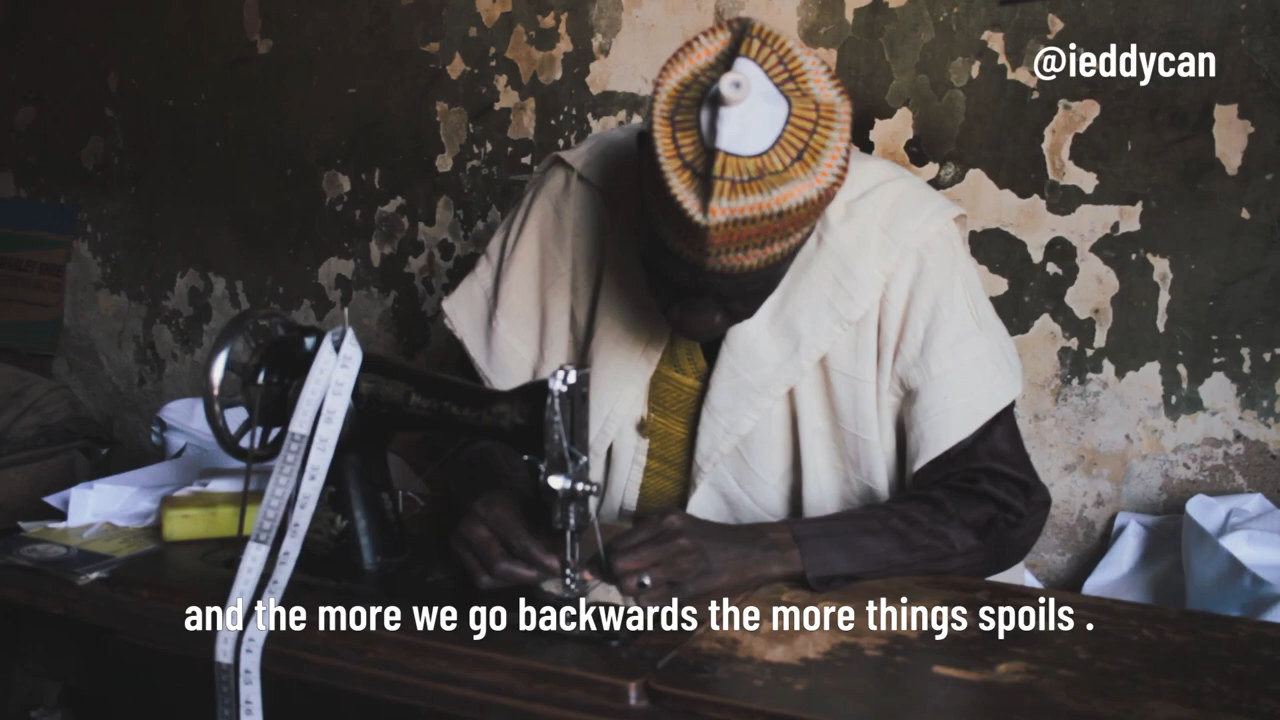 @ieddycan
and the more we go backwards the more things spoils .